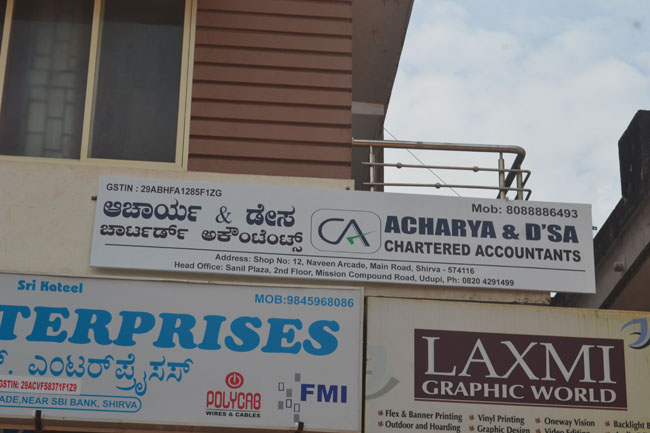 GSTIN : 29ABHFA1285F1ZG
Mob: 8088886493
ಆಚಾರ್ಯ & ಡೇಸ
ಚಾರ್ಟರ್ಡ್ ಅಕೌಂಟೆಂಟ್ಸ್
CA
ACHARYA & D'SA
CHARTERED ACCOUNTANTS
Address: Shop No: 12, Naveen Arcade, Main Road, Shirva - 574116
Head Office: Sanil Plaza, 2nd Floor, Mission Compound Road, Udupi, Ph: 0820 4291499
Sri Kateel
MOB:9845968086
TERPRISES
ಎಂಟರ್‌ಪ್ರೈಸಸ್
GSTIN: 29ACVFS8371F1Z9
ADE,NEAR SBI BANK, SHIRVA
POLYCAB
WIRES & CABLES
FMI
LAXMI
GRAPHIC WORLD
Flex & Banner Printing
Vinyl Printing
Oneway Vision
Backlight
Outdoor and Hoarding
Graphic Design
Video Editing